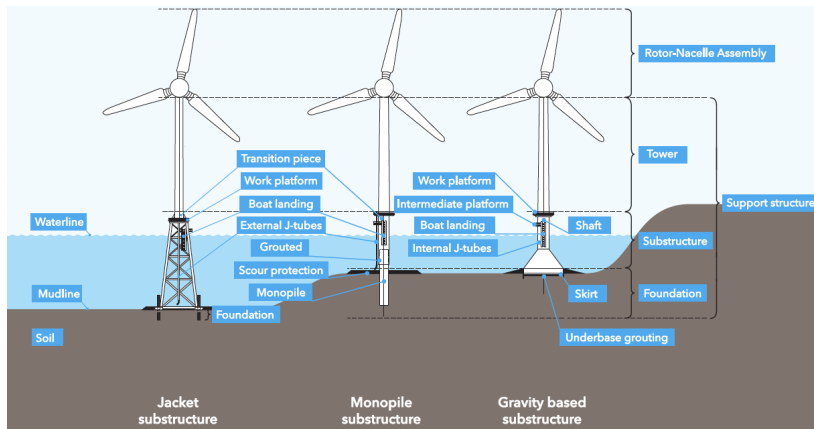 Rotor-Nacelle Assembly
Tower
Support structure
Transition piece
Work platform
Boat landing
External J-tubes
Grouted
Scour protection
Monopile
Foundation
Work platform
Intermediate platform
Boat landing
Internal J-tubes
Shaft
Substructure
Skirt
Foundation
Underbase grouting
Waterline
Mudline
Soil
Jacket
substructure
Monopile
substructure
Gravity based
substructure